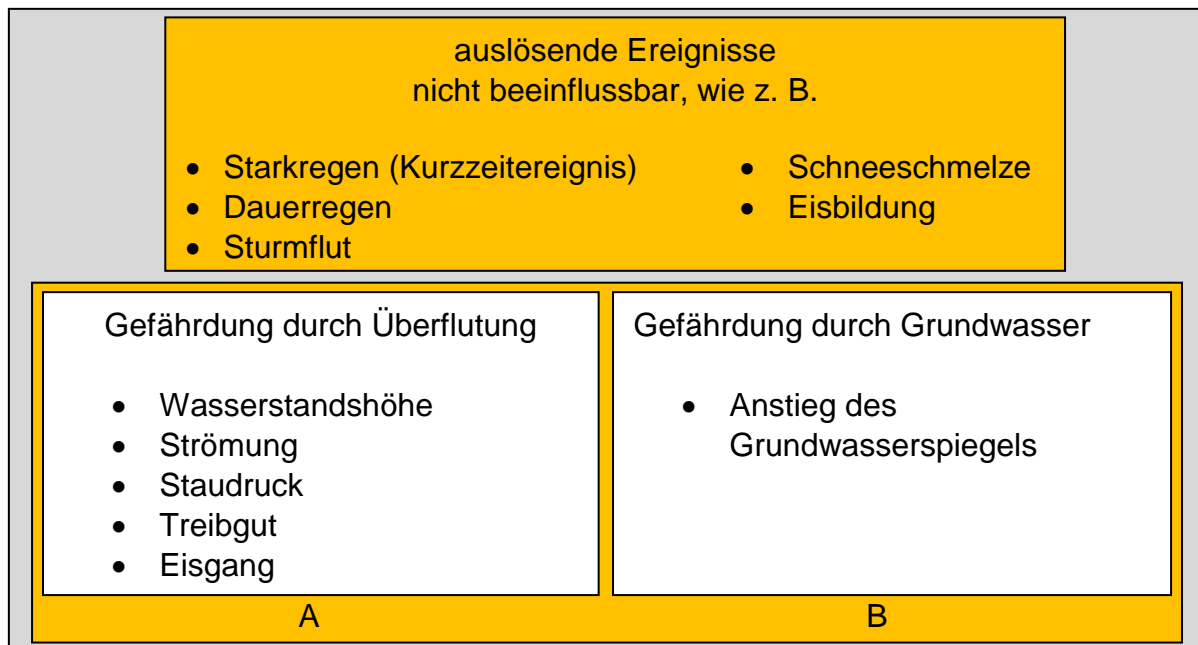 auslösende Ereignisse
nicht beeinflussbar, wie z. B.
• Starkregen (Kurzzeitereignis)
• Dauerregen
• Sturmflut
• Schneeschmelze
• Eisbildung
Gefährdung durch Überflutung
• Wasserstandshöhe
• Strömung
• Staudruck
• Treibgut
• Eisgang
A
Gefährdung durch Grundwasser
• Anstieg des
Grundwasserspiegels
B